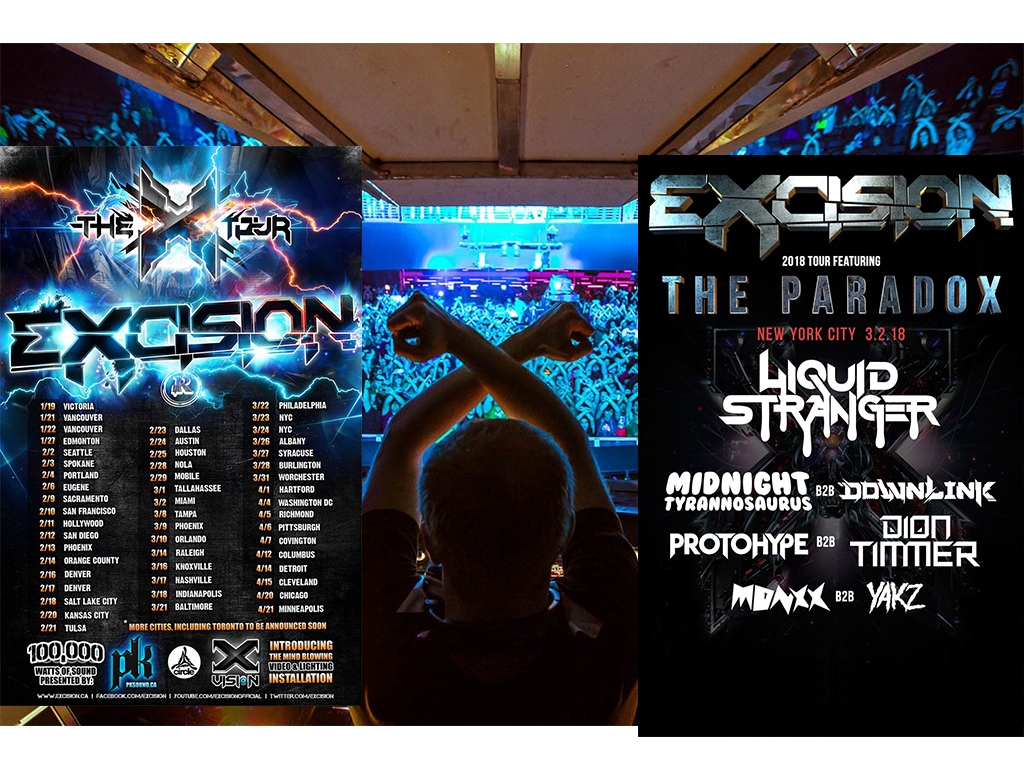 THE X TOUR
EXCISION
R
1/19 VICTORIA
1/21 VANCOUVER
1/22 VANCOUVER
1/27 EDMONTON
2/2 SEATTLE
2/3 SPOKANE
2/4 PORTLAND
2/6 EUGENE
2/9 SACRAMENTO
2/10 SAN FRANCISCO
2/11 HOLLYWOOD
2/12 SAN DIEGO
2/13 PHOENIX
2/14 ORANGE COUNTY
2/16 DENVER
2/17 DENVER
2/18 SALT LAKE CITY
2/20 KANSAS CITY
2/21 TULSA
2/23 DALLAS
2/24 AUSTIN
2/25 HOUSTON
2/28 NOLA
2/29 MOBILE
3/1 TALLAHASSEE
3/2 MIAMI
3/8 TAMPA
3/9 PHOENIX
3/10 ORLANDO
3/14 RALEIGH
3/16 KNOXVILLE
3/17 NASHVILLE
3/18 INDIANAPOLIS
3/21 BALTIMORE
3/22 PHILADELPHIA
3/23 NYC
3/24 NYC
3/26 ALBANY
3/27 SYRACUSE
3/28 BURLINGTON
3/31 WORCHESTER
4/1 HARTFORD
4/4 WASHINGTON DC
4/5 RICHMOND
4/6 PITTSBURGH
4/7 COVINGTON
4/12 COLUMBUS
4/14 DETROIT
4/15 CLEVELAND
4/20 CHICAGO
4/21 MINNEAPOLIS
* MORE CITIES, INCLUDING TORONTO TO BE ANNOUNCED SOON
100,000
WATTS OF SOUND
PRESENTED BY:
pk
PKSOUND.CA
circle
X
VISION
INTRODUCING
THE MIND BLOWING
VIDEO & LIGHTING
INSTALLATION
WWW.EXCISION.CA | FACEBOOK.COM/EXCISION | YOUTUBE.COM/EXCISIONOFFICIAL | TWITTER.COM/EXCISION
EXCISION
2018 TOUR FEATURING
THE PARADOX
NEW YORK CITY 3.2.18
LIQUID
STRANGER
MIDNIGHT
TYRANNOSAURUS B2B DOWNLINK
PROTOHYPE B2B DION
TIMMER
MONXX B2B YAKZ